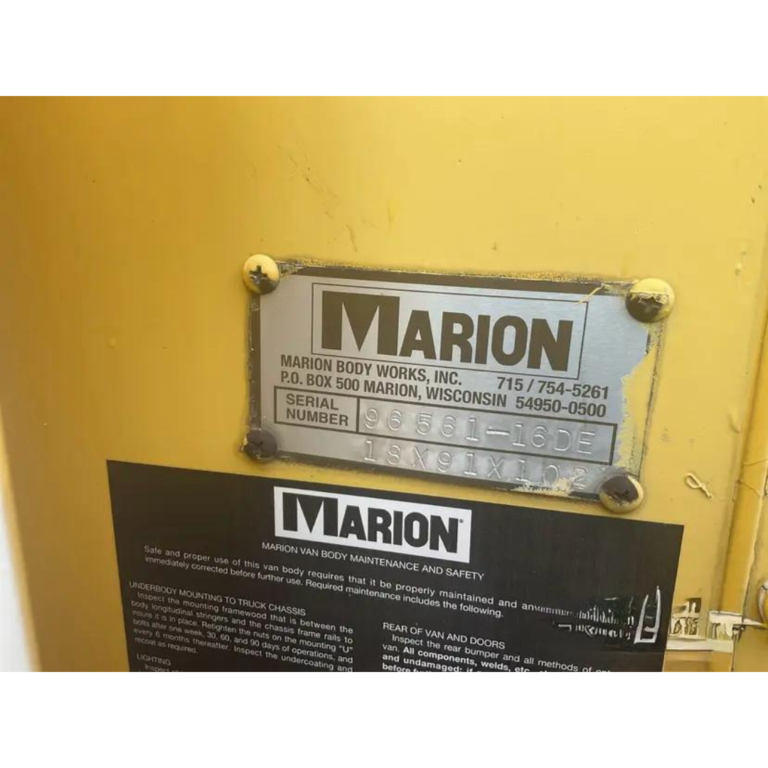 MARION
MARION BODY WORKS, INC. 715 / 754-5261
P.O. BOX 500 MARION, WISCONSIN 54950-0500
SERIAL NUMBER 96561-16DE
18X91X102
MARION
MARION VAN BODY MAINTENANCE AND SAFETY
Safe and proper use of this van body requires that it be properly maintained and any
immediately corrected before further use. Required maintenance includes the following.
UNDERBODY MOUNTING TO TRUCK CHASSIS
Inspect the mounting framewood that is between the
body longitudinal stringers and the chassis frame rails to
it is in place. Retighten the nuts on the mounting "U"
bolts after one week, 30, 60, and 90 days of operations, and
every 6 months thereafter. Inspect the undercoating and
recoat as required.
LIGHTING
Inspect
REAR OF VAN AND DOORS
Inspect the rear bumper and all methods of
van. All components, welds, etc.
and undamaged;
before